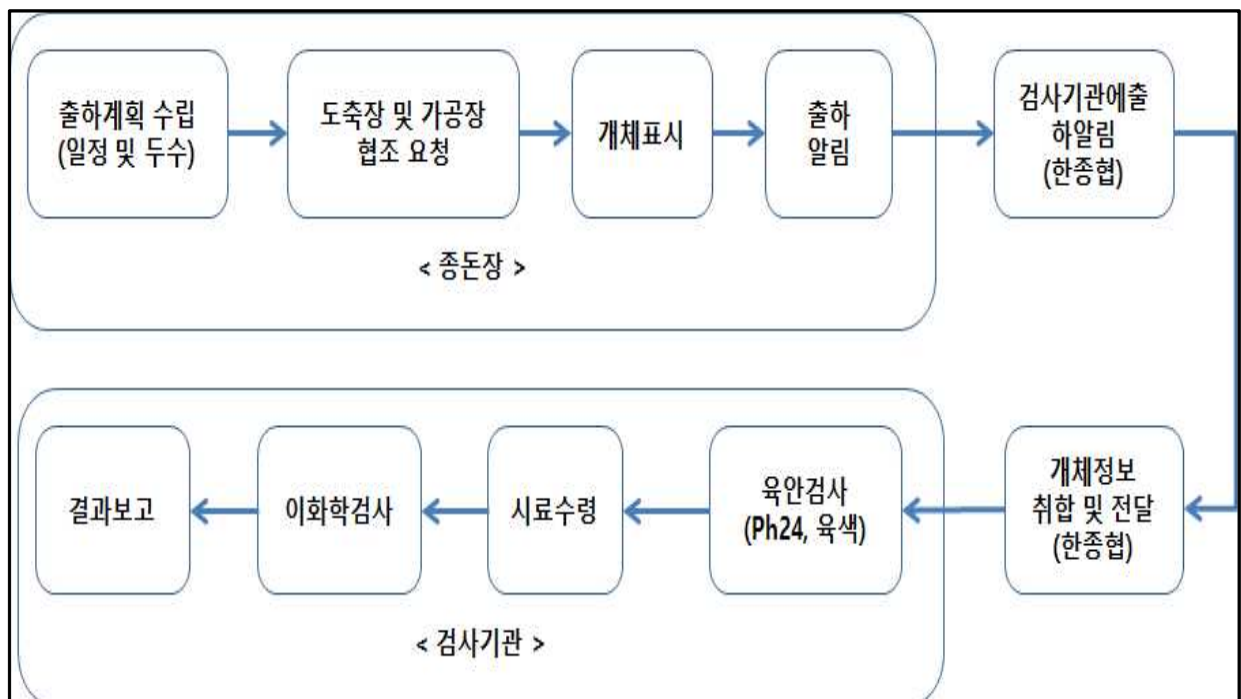 출하계획 수립
(일정 및 두수)
도축장 및 가공장
협조 요청
개체표시
출하
알림
검사기관에출
하알림
(한종협)
< 종돈장 >
개체정보
취합 및 전달
(한종협)
육안검사
(Ph24, 육색)
시료수령
이화학검사
결과보고
< 검사기관 >